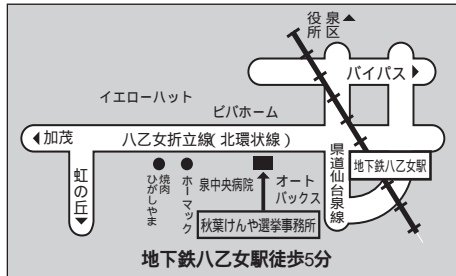 泉区役所▲
バイパス▶
イエローハット
ビバホーム
◀加茂
八乙女折立線(北環状線)
虹の丘▼
焼肉ひがしやま
ホーマック
泉中央病院
オートバックス
県道仙台泉線
地下鉄八乙女駅
秋葉けんや選挙事務所
地下鉄八乙女駅徒歩5分